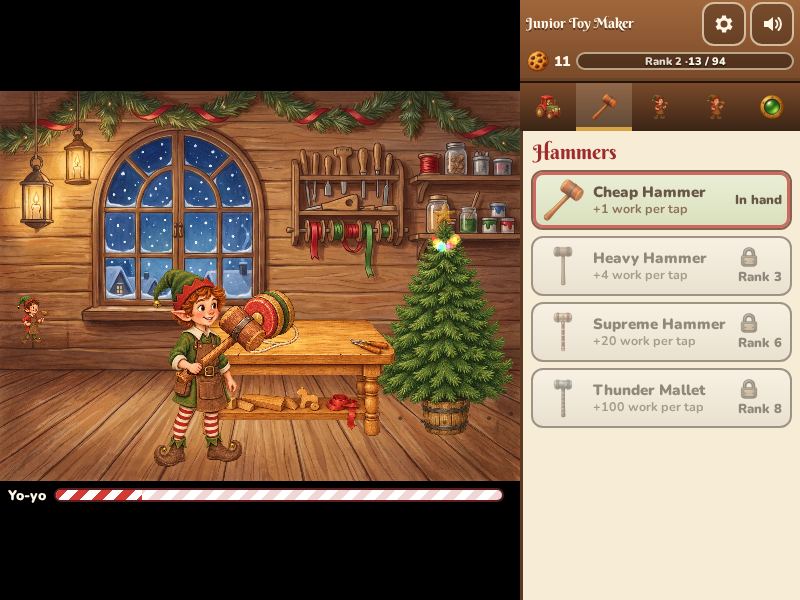 Junior Toy Maker
11
Rank 2 · 13 / 94
Hammers
Cheap Hammer
+1 work per tap
In hand
Heavy Hammer
+4 work per tap
Rank 3
Supreme Hammer
+20 work per tap
Rank 6
Thunder Mallet
+100 work per tap
Rank 8
Yo-yo